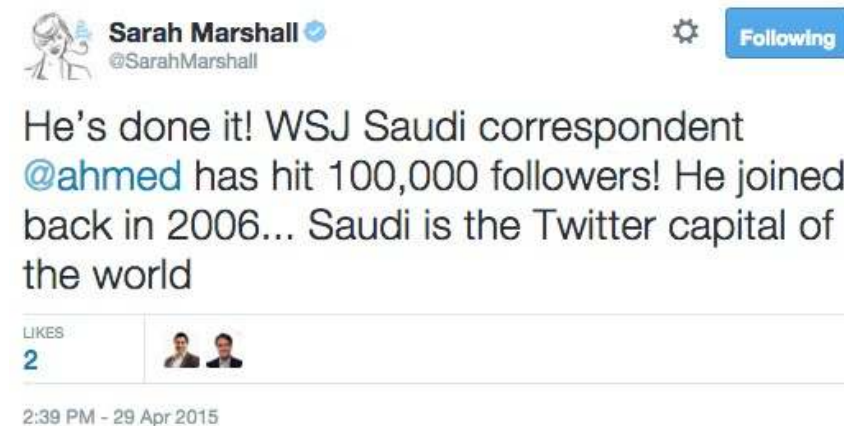 Sarah Marshall
@SarahMarshall
Following
He's done it! WSJ Saudi correspondent
@ahmed has hit 100,000 followers! He joined
back in 2006... Saudi is the Twitter capital of
the world
LIKES
2
2:39 PM - 29 Apr 2015